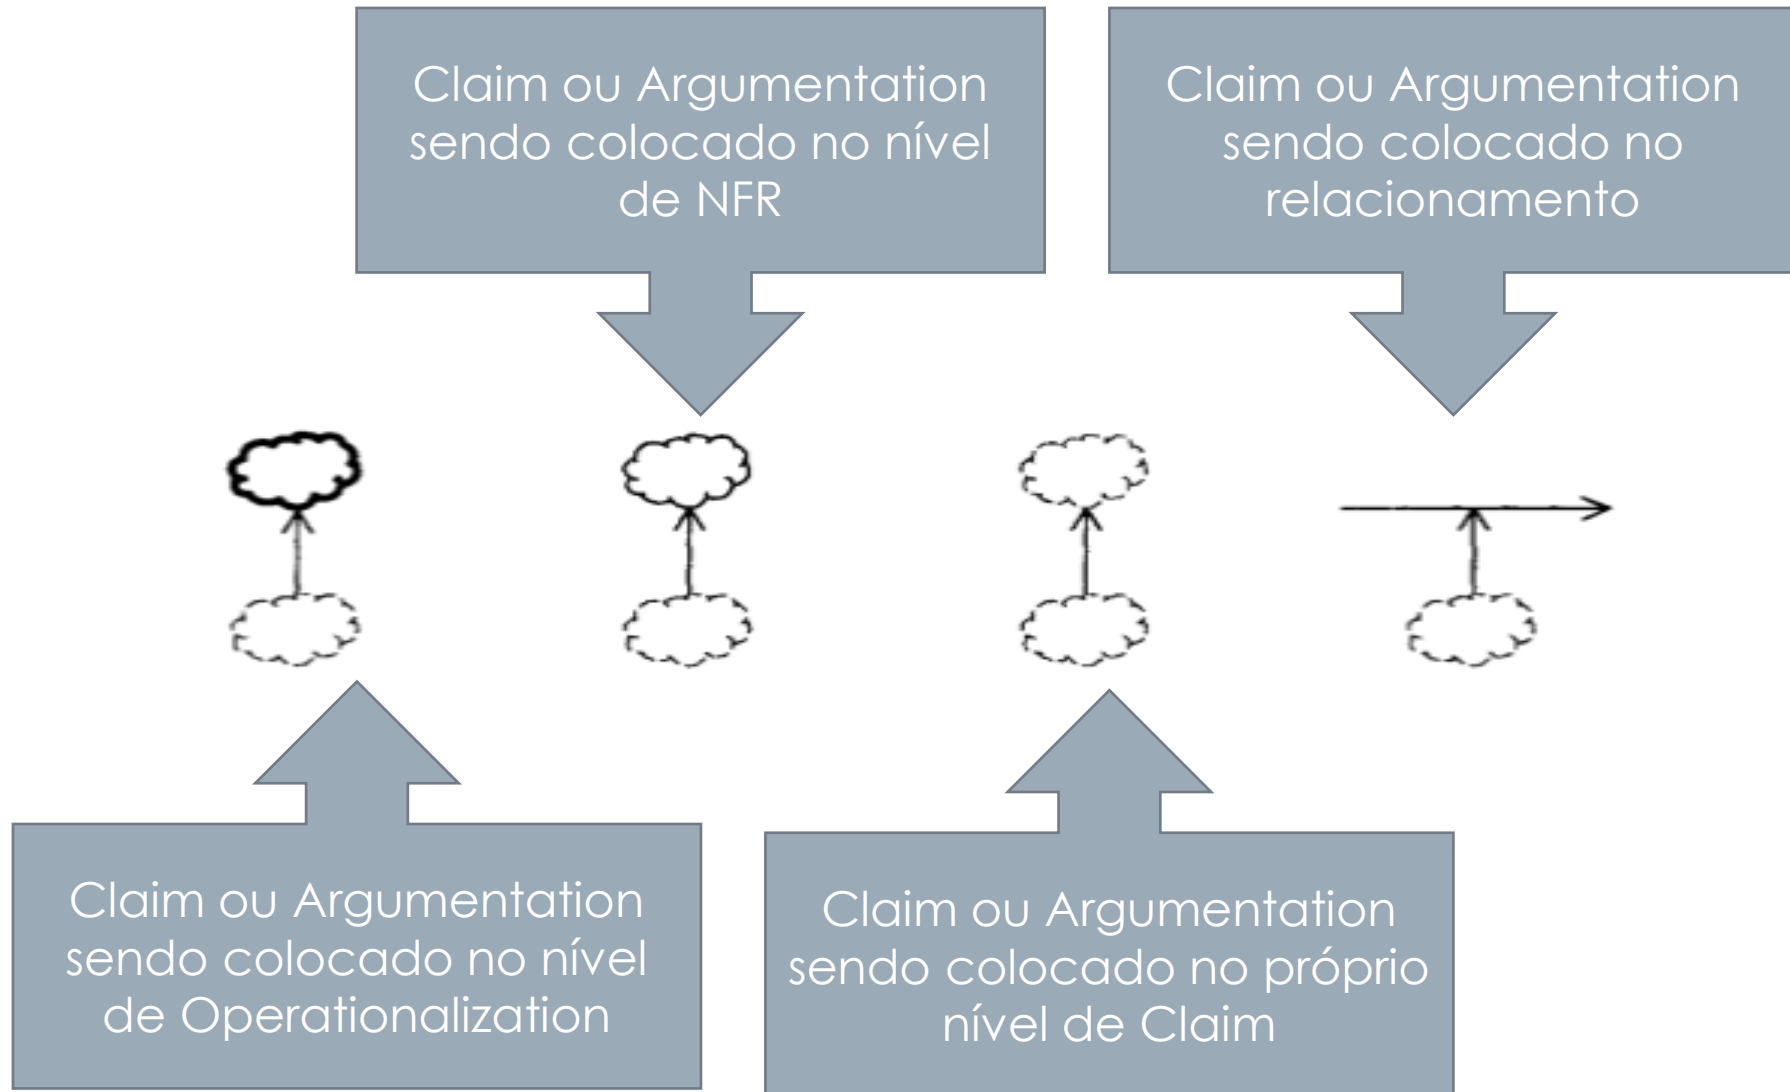 Claim ou Argumentation
sendo colocado no nível
de NFR
Claim ou Argumentation
sendo colocado no
relacionamento
Claim ou Argumentation
sendo colocado no nível
de Operationalization
Claim ou Argumentation
sendo colocado no próprio
nível de Claim